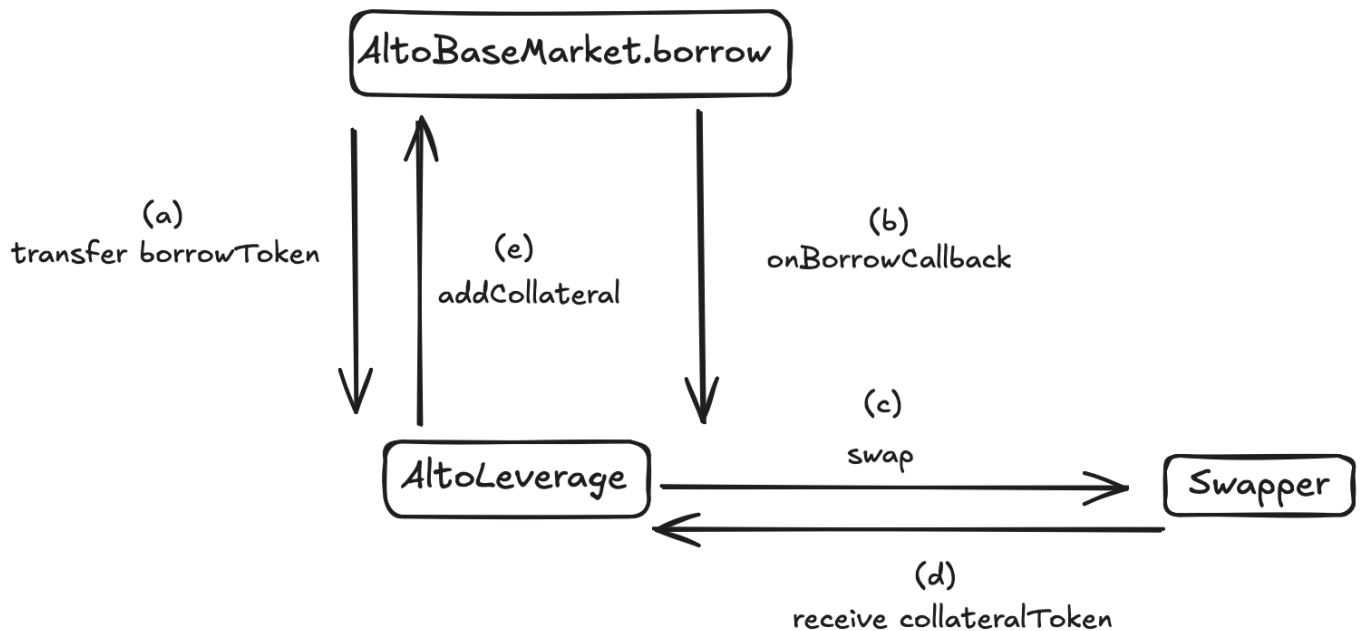 AltoBaseMarket.borrow
(a)
transfer borrowToken
(e)
addCollateral
(b)
onBorrowCallback
(c)
swap
AltoLeverage
Swapper
(d)
receive collateralToken